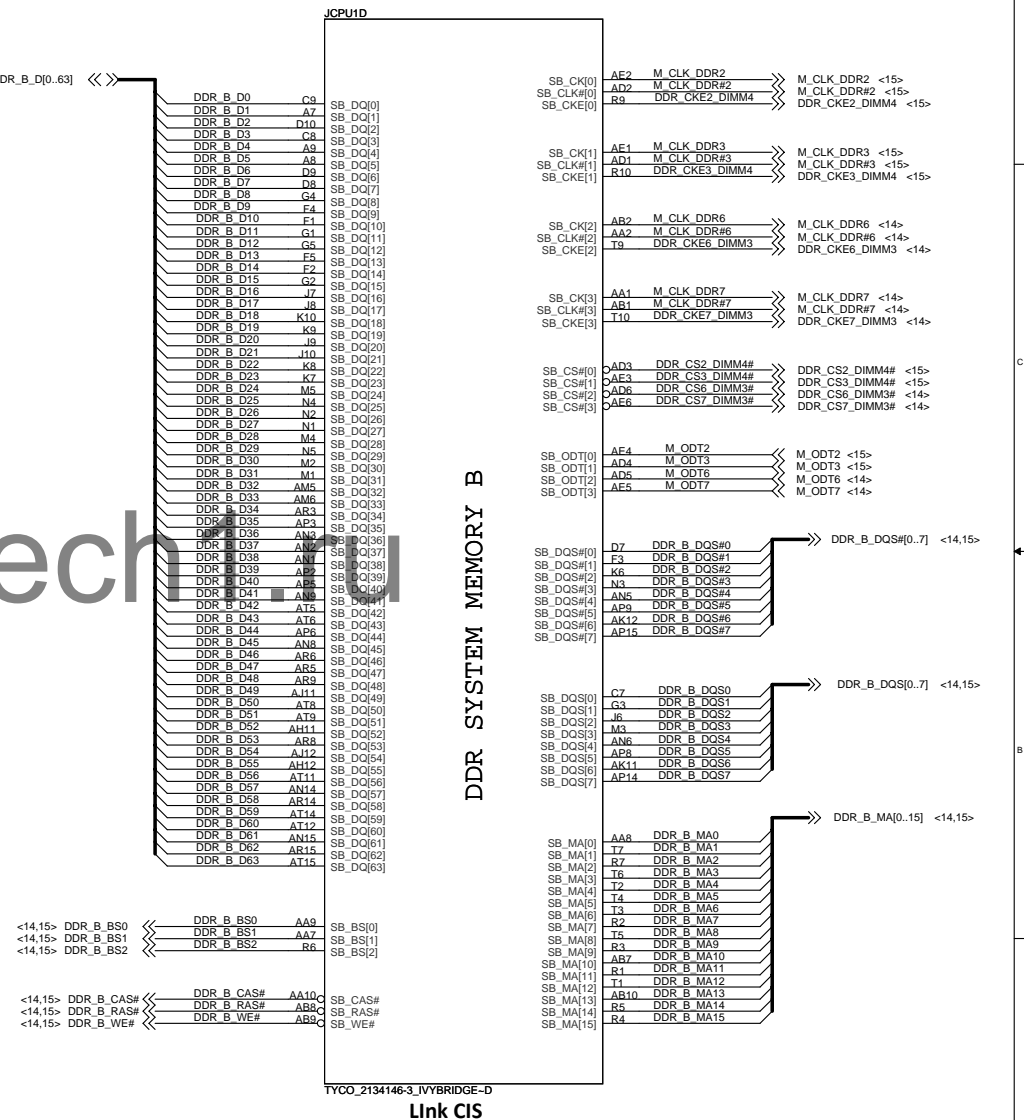 JCPU1D
DR_B_D[0..63]
DDR_B_D0 C9 SB_DQ[0]
DDR_B_D1 A7 SB_DQ[1]
DDR_B_D2 D10 SB_DQ[2]
DDR_B_D3 C8 SB_DQ[3]
DDR_B_D4 A9 SB_DQ[4]
DDR_B_D5 A8 SB_DQ[5]
DDR_B_D6 D9 SB_DQ[6]
DDR_B_D7 D8 SB_DQ[7]
DDR_B_D8 G4 SB_DQ[8]
DDR_B_D9 F4 SB_DQ[9]
DDR_B_D10 F1 SB_DQ[10]
DDR_B_D11 G1 SB_DQ[11]
DDR_B_D12 G5 SB_DQ[12]
DDR_B_D13 F5 SB_DQ[13]
DDR_B_D14 F2 SB_DQ[14]
DDR_B_D15 G2 SB_DQ[15]
DDR_B_D16 J7 SB_DQ[16]
DDR_B_D17 J8 SB_DQ[17]
DDR_B_D18 K10 SB_DQ[18]
DDR_B_D19 K9 SB_DQ[19]
DDR_B_D20 J9 SB_DQ[20]
DDR_B_D21 J10 SB_DQ[21]
DDR_B_D22 K8 SB_DQ[22]
DDR_B_D23 K7 SB_DQ[23]
DDR_B_D24 M5 SB_DQ[24]
DDR_B_D25 N4 SB_DQ[25]
DDR_B_D26 N2 SB_DQ[26]
DDR_B_D27 N1 SB_DQ[27]
DDR_B_D28 M4 SB_DQ[28]
DDR_B_D29 N5 SB_DQ[29]
DDR_B_D30 M2 SB_DQ[30]
DDR_B_D31 M1 SB_DQ[31]
DDR_B_D32 AM5 SB_DQ[32]
DDR_B_D33 AM6 SB_DQ[33]
DDR_B_D34 AR3 SB_DQ[34]
DDR_B_D35 AP3 SB_DQ[35]
DDR_B_D36 AN3 SB_DQ[36]
DDR_B_D37 AN2 SB_DQ[37]
DDR_B_D38 AN1 SB_DQ[38]
DDR_B_D39 AP2 SB_DQ[39]
DDR_B_D40 AP5 SB_DQ[40]
DDR_B_D41 AN9 SB_DQ[41]
DDR_B_D42 AT5 SB_DQ[42]
DDR_B_D43 AT6 SB_DQ[43]
DDR_B_D44 AP6 SB_DQ[44]
DDR_B_D45 AN8 SB_DQ[45]
DDR_B_D46 AR6 SB_DQ[46]
DDR_B_D47 AR5 SB_DQ[47]
DDR_B_D48 AR9 SB_DQ[48]
DDR_B_D49 AJ11 SB_DQ[49]
DDR_B_D50 AT8 SB_DQ[50]
DDR_B_D51 AT9 SB_DQ[51]
DDR_B_D52 AH11 SB_DQ[52]
DDR_B_D53 AR8 SB_DQ[53]
DDR_B_D54 AJ12 SB_DQ[54]
DDR_B_D55 AH12 SB_DQ[55]
DDR_B_D56 AT11 SB_DQ[56]
DDR_B_D57 AN14 SB_DQ[57]
DDR_B_D58 AR14 SB_DQ[58]
DDR_B_D59 AT14 SB_DQ[59]
DDR_B_D60 AT12 SB_DQ[60]
DDR_B_D61 AN15 SB_DQ[61]
DDR_B_D62 AR15 SB_DQ[62]
DDR_B_D63 AT15 SB_DQ[63]
<14,15> DDR_B_BS0 DDR_B_BS0 AA9 SB_BS[0]
<14,15> DDR_B_BS1 DDR_B_BS1 AA7 SB_BS[1]
<14,15> DDR_B_BS2 DDR_B_BS2 R6 SB_BS[2]
<14,15> DDR_B_CAS# DDR_B_CAS# AA10 SB_CAS#
<14,15> DDR_B_RAS# DDR_B_RAS# AB8 SB_RAS#
<14,15> DDR_B_WE# DDR_B_WE# AB9 SB_WE#
DDR SYSTEM MEMORY B
SB_CK[0] AE2 M_CLK_DDR2 M_CLK_DDR2 <15>
SB_CLK#[0] AD2 M_CLK_DDR#2 M_CLK_DDR#2 <15>
SB_CKE[0] R9 DDR_CKE2_DIMM4 DDR_CKE2_DIMM4 <15>
SB_CK[1] AE1 M_CLK_DDR3 M_CLK_DDR3 <15>
SB_CLK#[1] AD1 M_CLK_DDR#3 M_CLK_DDR#3 <15>
SB_CKE[1] R10 DDR_CKE3_DIMM4 DDR_CKE3_DIMM4 <15>
SB_CK[2] AB2 M_CLK_DDR6 M_CLK_DDR6 <14>
SB_CLK#[2] AA2 M_CLK_DDR#6 M_CLK_DDR#6 <14>
SB_CKE[2] T9 DDR_CKE6_DIMM3 DDR_CKE6_DIMM3 <14>
SB_CK[3] AA1 M_CLK_DDR7 M_CLK_DDR7 <14>
SB_CLK#[3] AB1 M_CLK_DDR#7 M_CLK_DDR#7 <14>
SB_CKE[3] T10 DDR_CKE7_DIMM3 DDR_CKE7_DIMM3 <14>
SB_CS#[0] AD3 DDR_CS2_DIMM4# DDR_CS2_DIMM4# <15>
SB_CS#[1] AE3 DDR_CS3_DIMM4# DDR_CS3_DIMM4# <15>
SB_CS#[2] AD6 DDR_CS6_DIMM3# DDR_CS6_DIMM3# <14>
SB_CS#[3] AE6 DDR_CS7_DIMM3# DDR_CS7_DIMM3# <14>
SB_ODT[0] AE4 M_ODT2 M_ODT2 <15>
SB_ODT[1] AD4 M_ODT3 M_ODT3 <15>
SB_ODT[2] AD5 M_ODT6 M_ODT6 <14>
SB_ODT[3] AE5 M_ODT7 M_ODT7 <14>
DDR_B_DQS#[0..7] <14,15>
SB_DQS#[0] D7 DDR_B_DQS#0
SB_DQS#[1] F3 DDR_B_DQS#1
SB_DQS#[2] K6 DDR_B_DQS#2
SB_DQS#[3] N3 DDR_B_DQS#3
SB_DQS#[4] AN5 DDR_B_DQS#4
SB_DQS#[5] AP9 DDR_B_DQS#5
SB_DQS#[6] AK12 DDR_B_DQS#6
SB_DQS#[7] AP15 DDR_B_DQS#7
DDR_B_DQS[0..7] <14,15>
SB_DQS[0] C7 DDR_B_DQS0
SB_DQS[1] G3 DDR_B_DQS1
SB_DQS[2] J6 DDR_B_DQS2
SB_DQS[3] M3 DDR_B_DQS3
SB_DQS[4] AN6 DDR_B_DQS4
SB_DQS[5] AP8 DDR_B_DQS5
SB_DQS[6] AK11 DDR_B_DQS6
SB_DQS[7] AP14 DDR_B_DQS7
DDR_B_MA[0..15] <14,15>
SB_MA[0] AA8 DDR_B_MA0
SB_MA[1] T7 DDR_B_MA1
SB_MA[2] R7 DDR_B_MA2
SB_MA[3] T6 DDR_B_MA3
SB_MA[4] T2 DDR_B_MA4
SB_MA[5] T4 DDR_B_MA5
SB_MA[6] T3 DDR_B_MA6
SB_MA[7] R2 DDR_B_MA7
SB_MA[8] T5 DDR_B_MA8
SB_MA[9] R3 DDR_B_MA9
SB_MA[10] AB7 DDR_B_MA10
SB_MA[11] R1 DDR_B_MA11
SB_MA[12] T1 DDR_B_MA12
SB_MA[13] AB10 DDR_B_MA13
SB_MA[14] R5 DDR_B_MA14
SB_MA[15] R4 DDR_B_MA15
C
B
ech1.ru
TYCO_2134146-3_IVYBRIDGE~D
LInk CIS